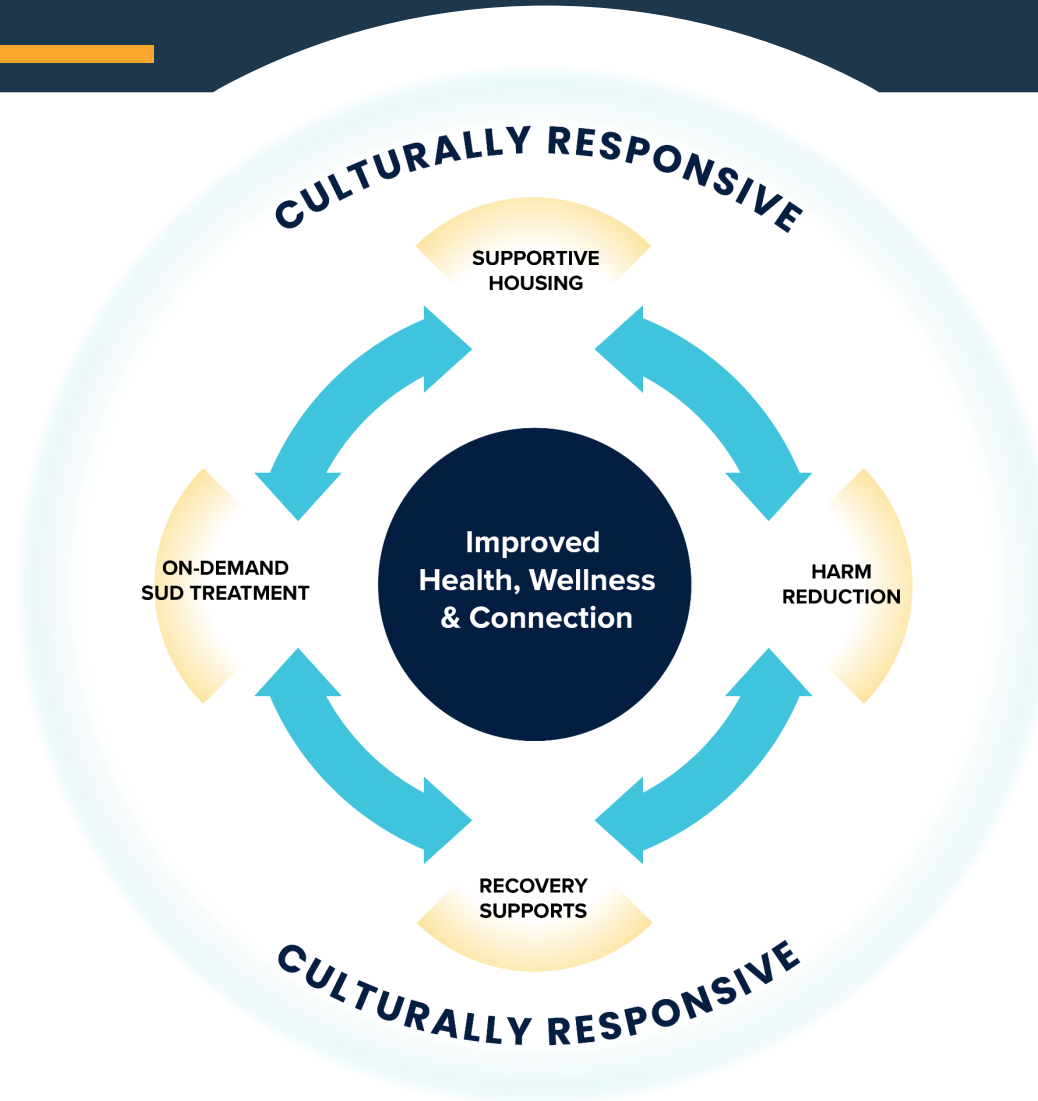 CULTURALLY RESPONSIVE
SUPPORTIVE
HOUSING
ON-DEMAND
SUD TREATMENT
Improved
Health, Wellness
& Connection
HARM
REDUCTION
RECOVERY
SUPPORTS
CULTURALLY RESPONSIVE